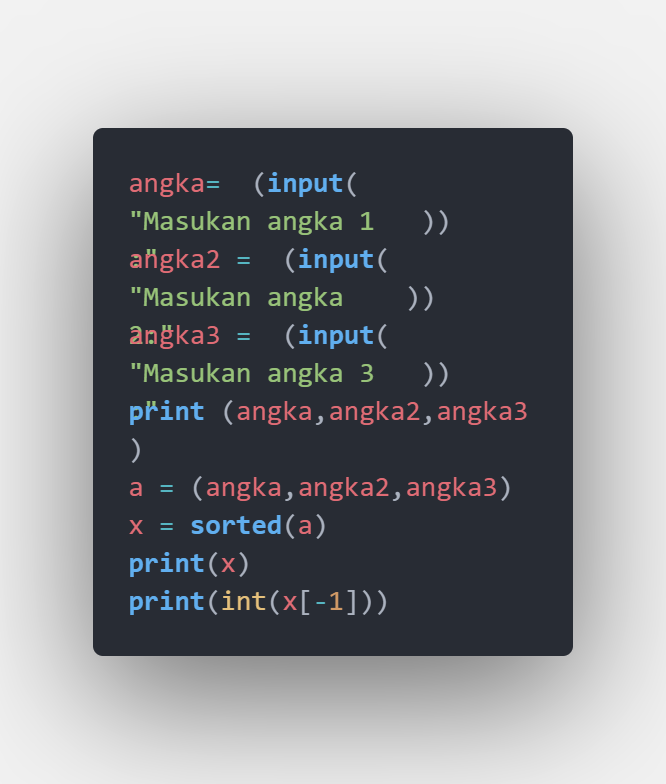 angka=  (input(
"Masukan angka 1   ))
:"
angka2 =  (input(
"Masukan angka    ))
2:"
angka3 =  (input(
"Masukan angka 3   ))
:"
print (angka,angka2,angka3
)
a = (angka,angka2,angka3)
x = sorted(a)
print(x)
print(int(x[-1]))